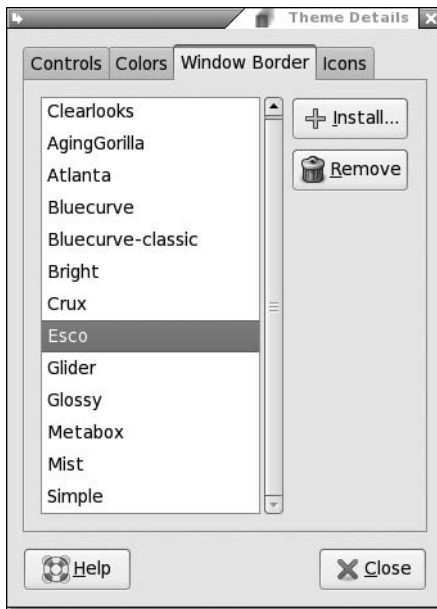 Theme Details
Controls Colors Window Border Icons
Clearlooks
AgingGorilla
Atlanta
Bluecurve
Bluecurve-classic
Bright
Crux
Esco
Glider
Glossy
Metabox
Mist
Simple
Install...
Remove
Help
Close